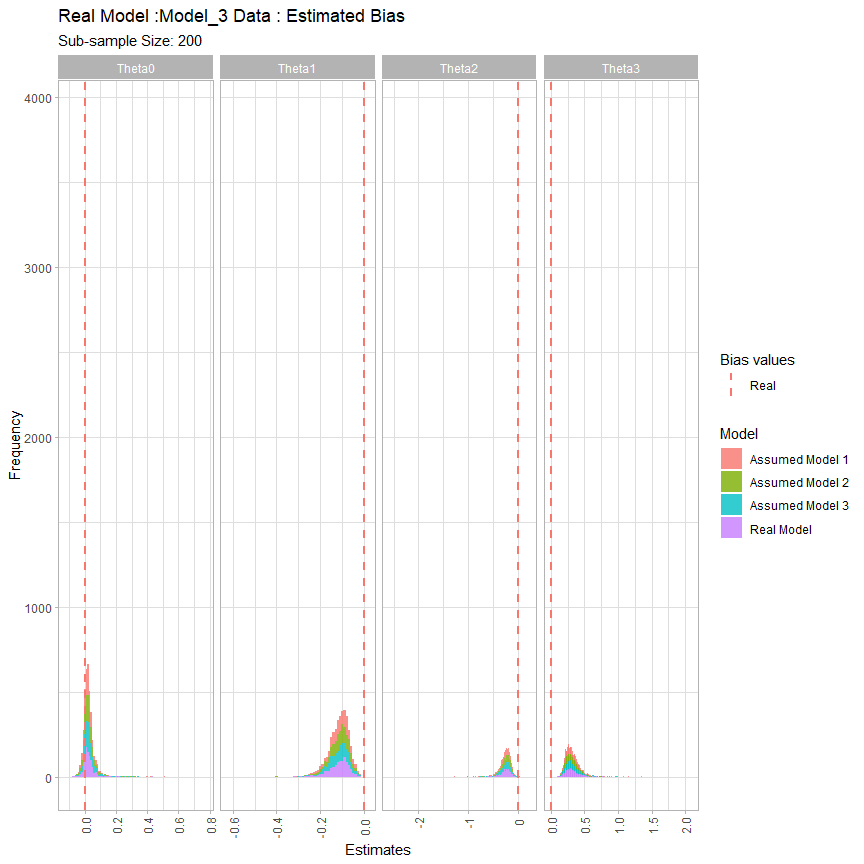 Real Model :Model_3 Data : Estimated Bias
Sub-sample Size: 200
Theta0 Theta1 Theta2 Theta3
4000
3000
2000
1000
0
Frequency
0.0 0.2 0.4 0.6 0.8 -0.6 -0.4 -0.2 0.0 -2 -1 0 0.0 0.5 1.0 1.5 2.0
Estimates
Bias values
Real
Model
Assumed Model 1
Assumed Model 2
Assumed Model 3
Real Model